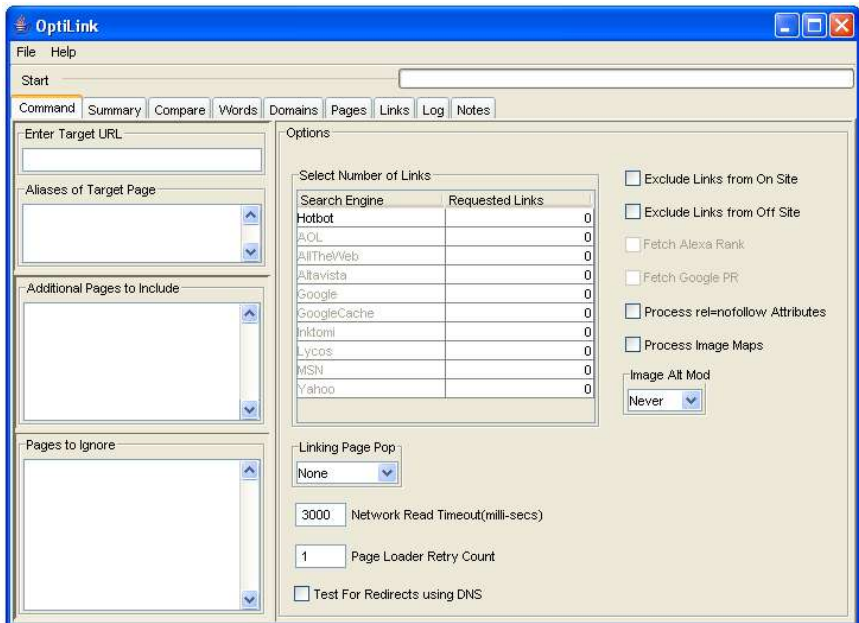 OptiLink
File Help
Start
Command Summary Compare Words Domains Pages Links Log Notes
Enter Target URL
Aliases of Target Page
Additional Pages to Include
Pages to Ignore
Options
Select Number of Links
Search Engine Requested Links
Hotbot 0
AOL 0
AllTheWeb 0
Altavista 0
Google 0
GoogleCache 0
Inktomi 0
Lycos 0
MSN 0
Yahoo 0
Linking Page Pop
None
3000 Network Read Timeout(milli-secs)
1 Page Loader Retry Count
Test For Redirects using DNS
Exclude Links from On Site
Exclude Links from Off Site
Fetch Alexa Rank
Fetch Google PR
Process rel=nofollow Attributes
Process Image Maps
Image Alt Mod
Never